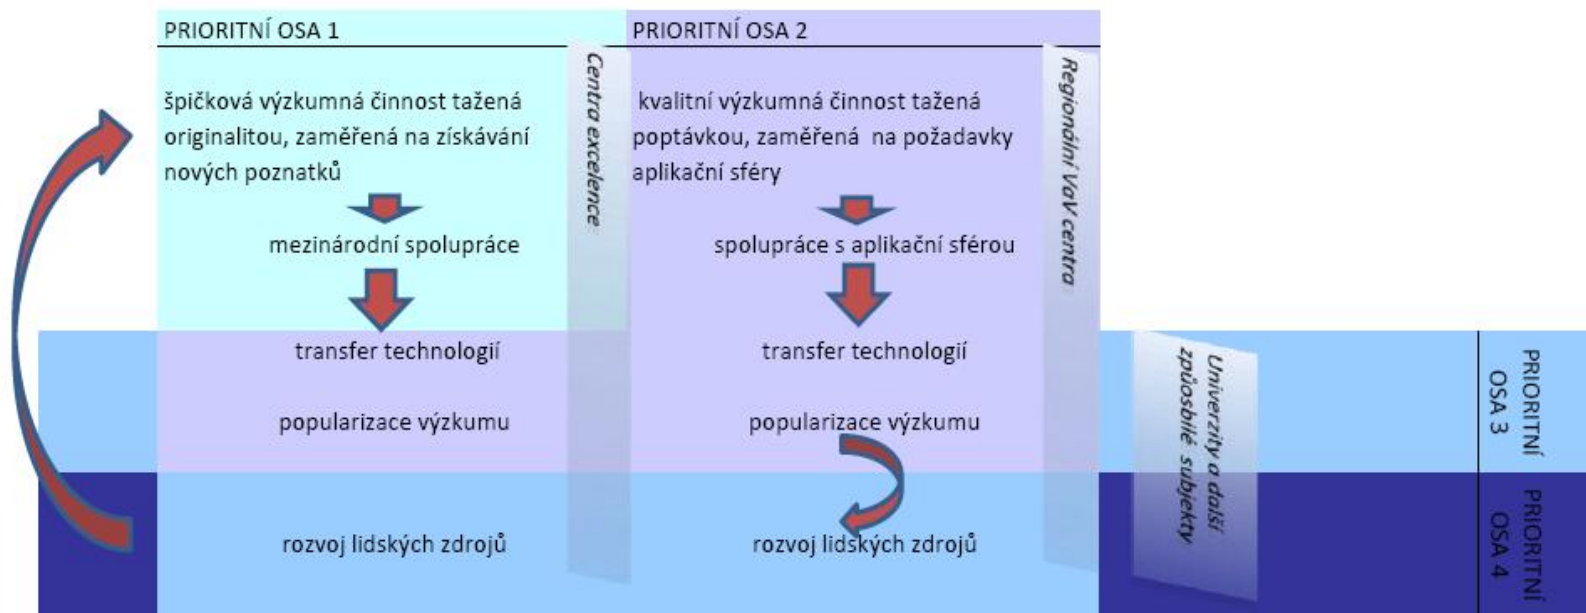 PRIORITNÍ OSA 1
špičková výzkumná činnost tažená
originalitou, zaměřená na získávání
nových poznatků
mezinárodní spolupráce
transfer technologií
popularizace výzkumu
rozvoj lidských zdrojů
Centra excelence
PRIORITNÍ OSA 2
kvalitní výzkumná činnost tažená
poptávkou, zaměřená na požadavky
aplikační sféry
spolupráce s aplikační sférou
transfer technologií
popularizace výzkumu
rozvoj lidských zdrojů
Regionální VaV centra
Univerzity a další
způosbilé subjekty
PRIORITNÍ
OSA 3
PRIORITNÍ
OSA 4